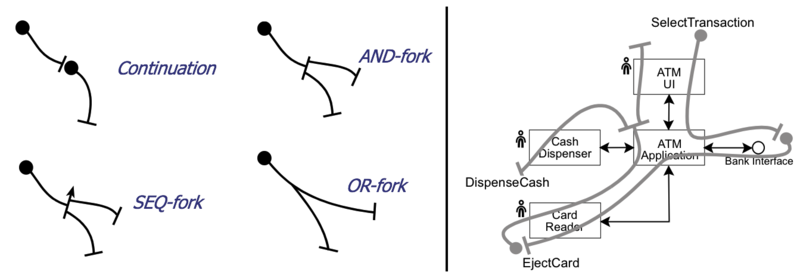 Continuation
AND-fork
SEQ-fork
OR-fork
SelectTransaction
ATM
UI
Cash
Dispenser
ATM
Application
Bank Interface
DispenseCash
Card
Reader
EjectCard